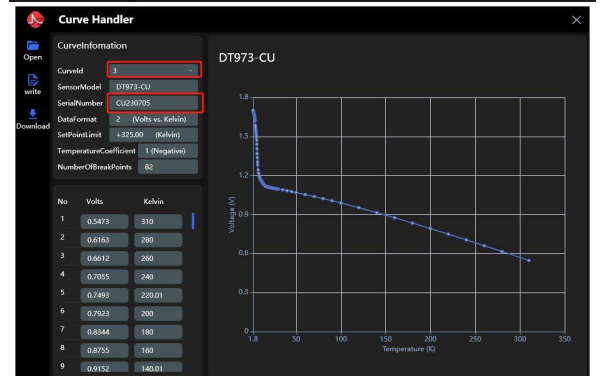 Curve Handler
Open
write
Download
CurveInfomation
CurveId 3
SensorModel DT973-CU
SerialNumber CU230705
DataFormat 2 (Volts vs. Kelvin)
SetPointLimit +325.00 (Kelvin)
TemperatureCoefficient 1 (Negative)
NumberOfBreakPoints 82
No Volts Kelvin
1 0.5473 310
2 0.6163 280
3 0.6612 260
4 0.7055 240
5 0.7493 220.01
6 0.7923 200
7 0.8344 180
8 0.8755 160
9 0.9152 140.01
DT973-CU
1.8
1.5
1.2
0.9
0.6
0.3
0
Voltage (V)
1.8 50 100 150 200 250 300 350
Temperature (K)